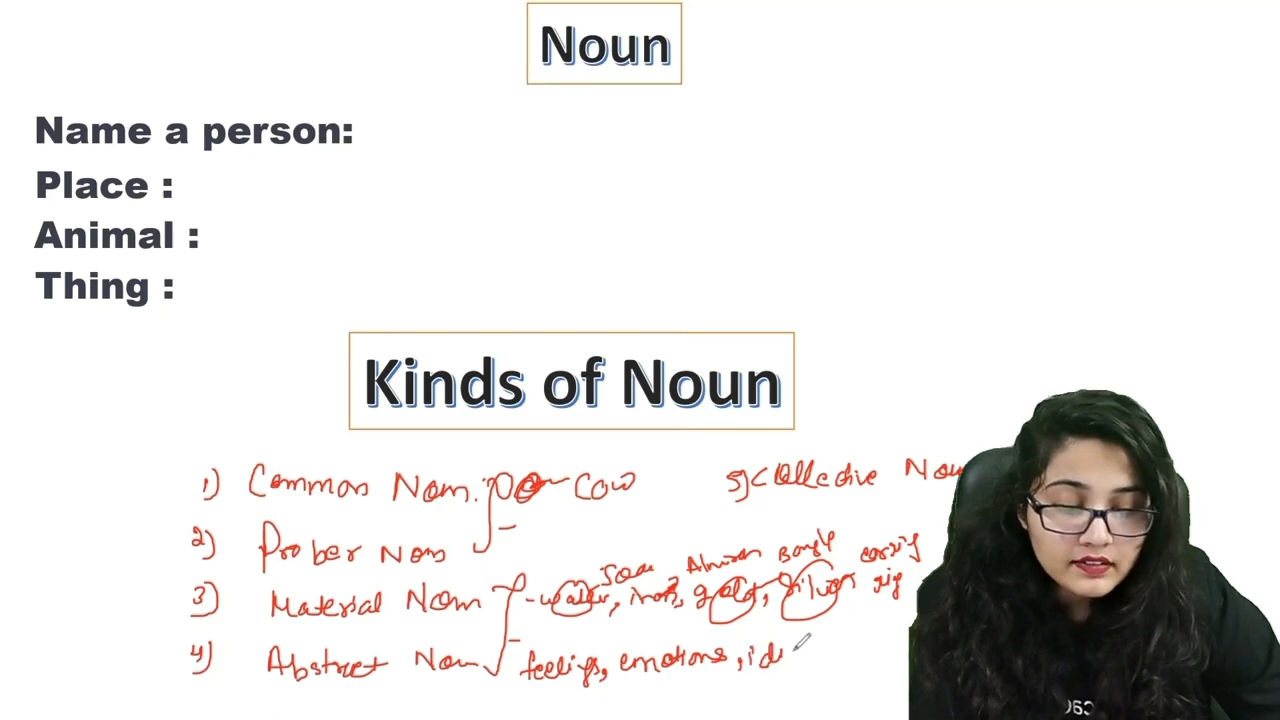 Noun
Name a person:
Place :
Animal :
Thing :
Kinds of Noun
1) Common Noun. Cow
5) Collective Noun
2) Proper Noun
3) Material Noun - water, iron, gold, silver
4) Abstract Noun feelings, emotions, ide